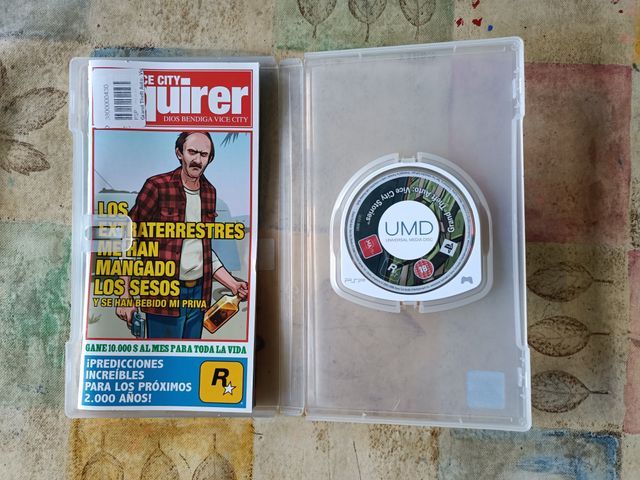 CE CITY
uirer
DIOS BENDIGA VICE CITY
LOS
EXTRATERRESTRES
ME HAN
MANGADO
LOS SESOS
Y SE HAN BEBIDO MI PRIVA
GANE 10.000 $ AL MES PARA TODA LA VIDA
¡PREDICCIONES
INCREÍBLES
PARA LOS PRÓXIMOS
2.000 AÑOS!
R
Grand Theft Auto: Vice City Stories
UMD
UNIVERSAL MEDIA DISC
18
PSP